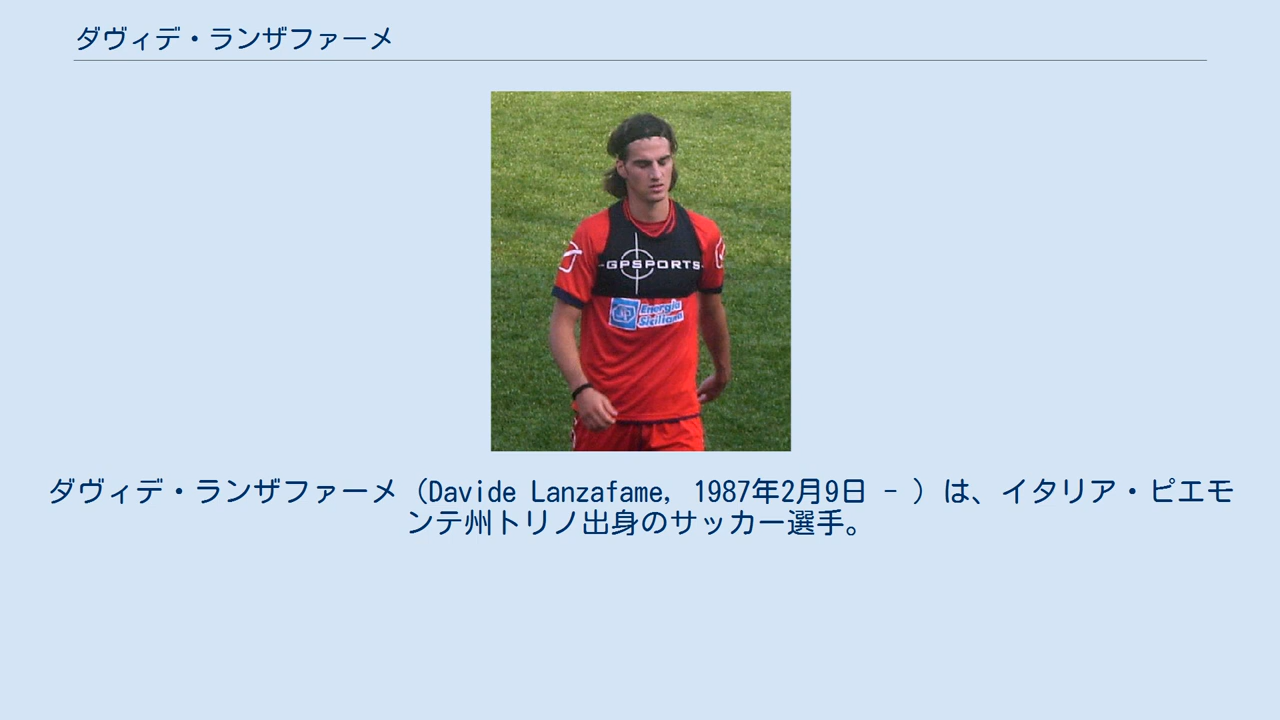 ダヴィデ・ランザファーメ
GPSPORTS
Energia
Siciliana
ダヴィデ・ランザファーメ（Davide Lanzafame, 1987年2月9日 - ）は、イタリア・ピエモ
ンテ州トリノ出身のサッカー選手。